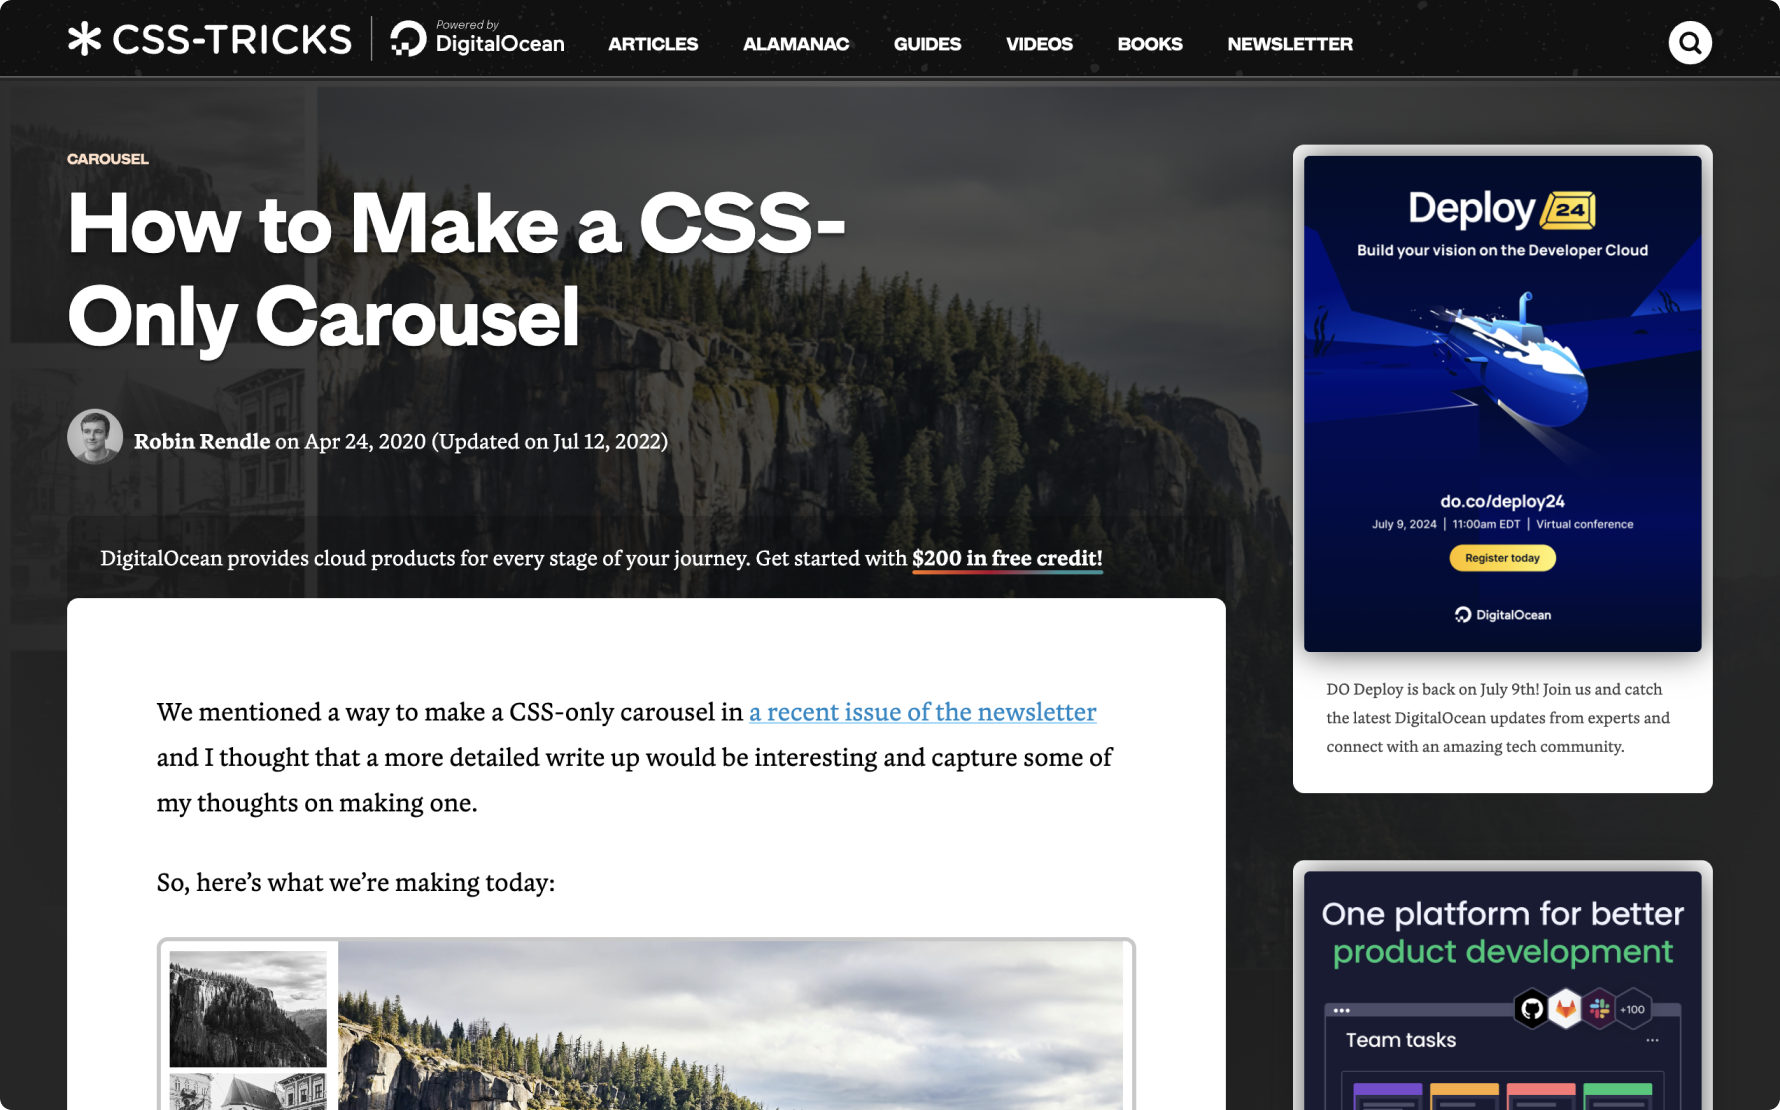 CSS-TRICKS
Powered by
DigitalOcean
ARTICLES
ALAMANAC
GUIDES
VIDEOS
BOOKS
NEWSLETTER
CAROUSEL
How to Make a CSS-
Only Carousel
Robin Rendle on Apr 24, 2020 (Updated on Jul 12, 2022)
DigitalOcean provides cloud products for every stage of your journey. Get started with $200 in free credit!
We mentioned a way to make a CSS-only carousel in a recent issue of the newsletter
and I thought that a more detailed write up would be interesting and capture some of
my thoughts on making one.
So, here’s what we’re making today:
Deploy 24
Build your vision on the Developer Cloud
do.co/deploy24
July 9, 2024 | 11:00am EDT | Virtual conference
Register today
DigitalOcean
DO Deploy is back on July 9th! Join us and catch
the latest DigitalOcean updates from experts and
connect with an amazing tech community.
One platform for better
product development
+100
Team tasks